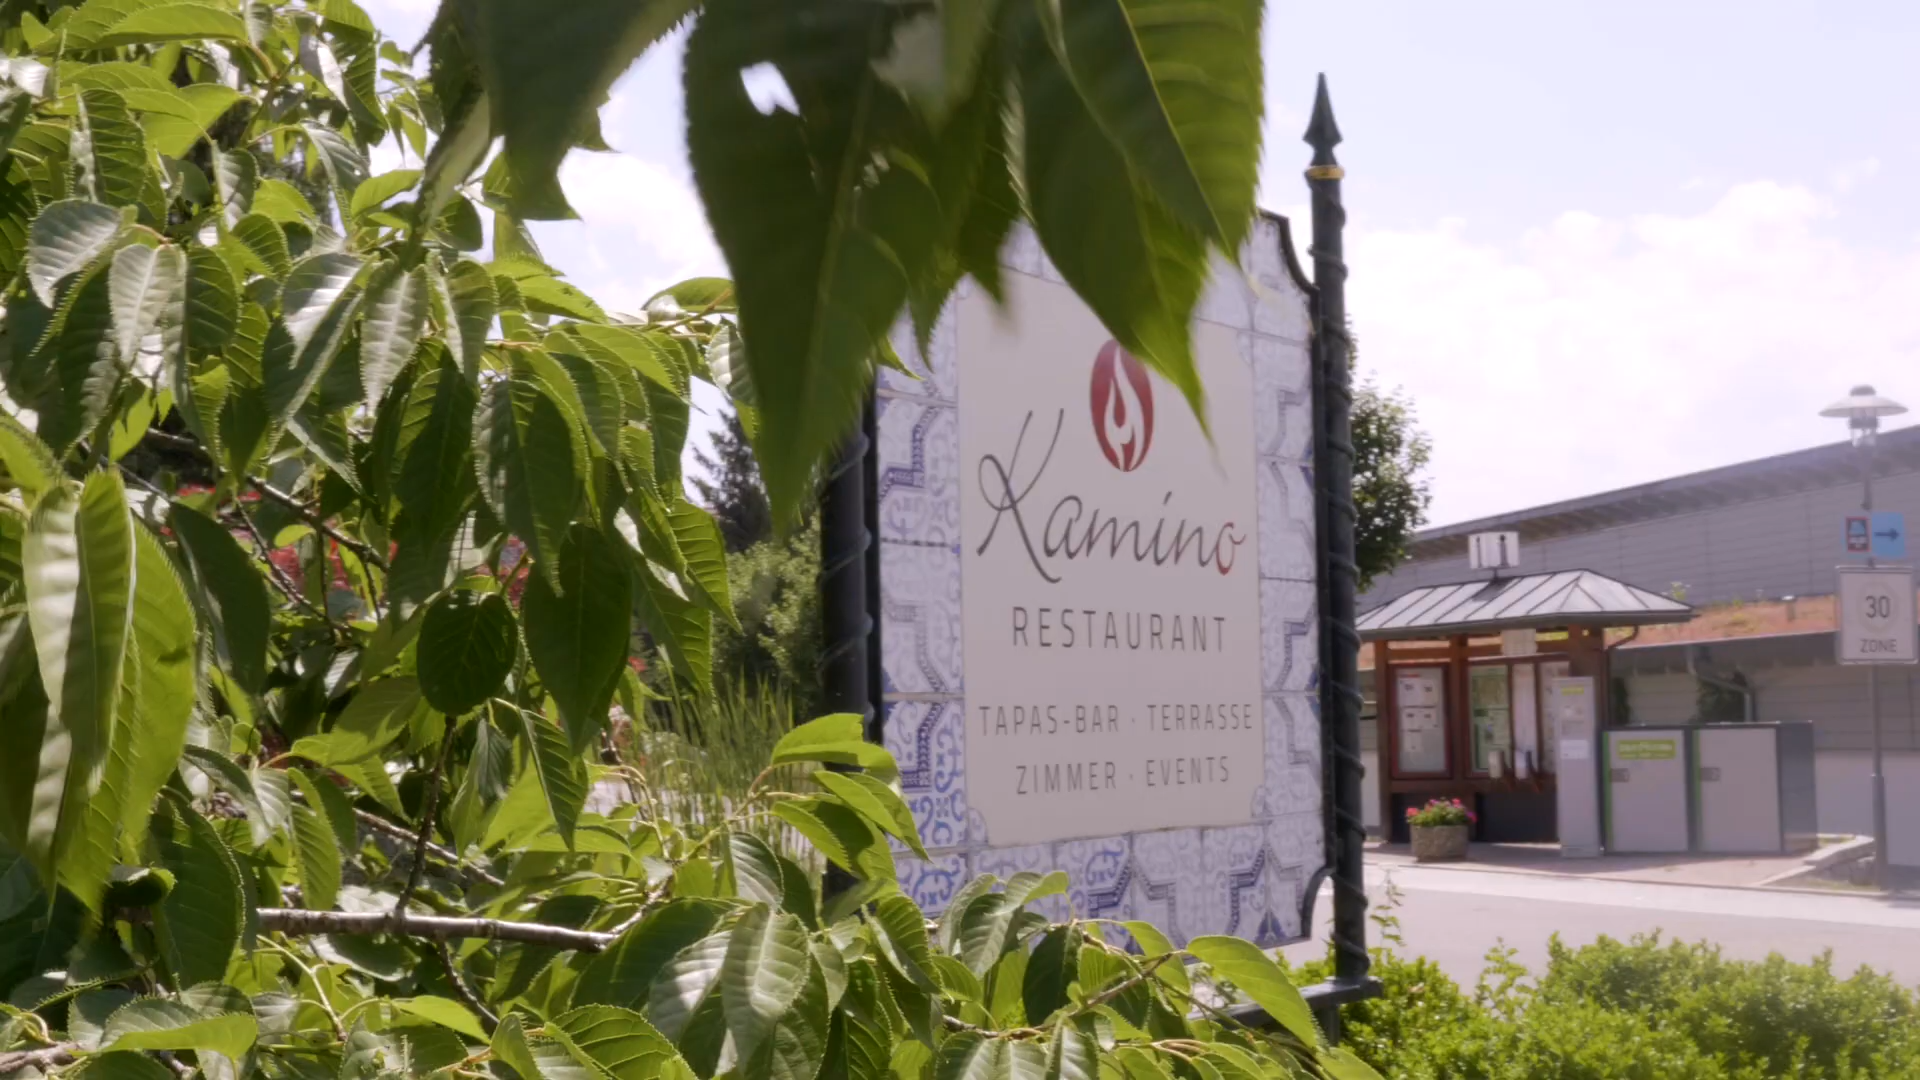 Kamino
RESTAURANT
TAPAS-BAR · TERRASSE
ZIMMER · EVENTS
30
ZONE